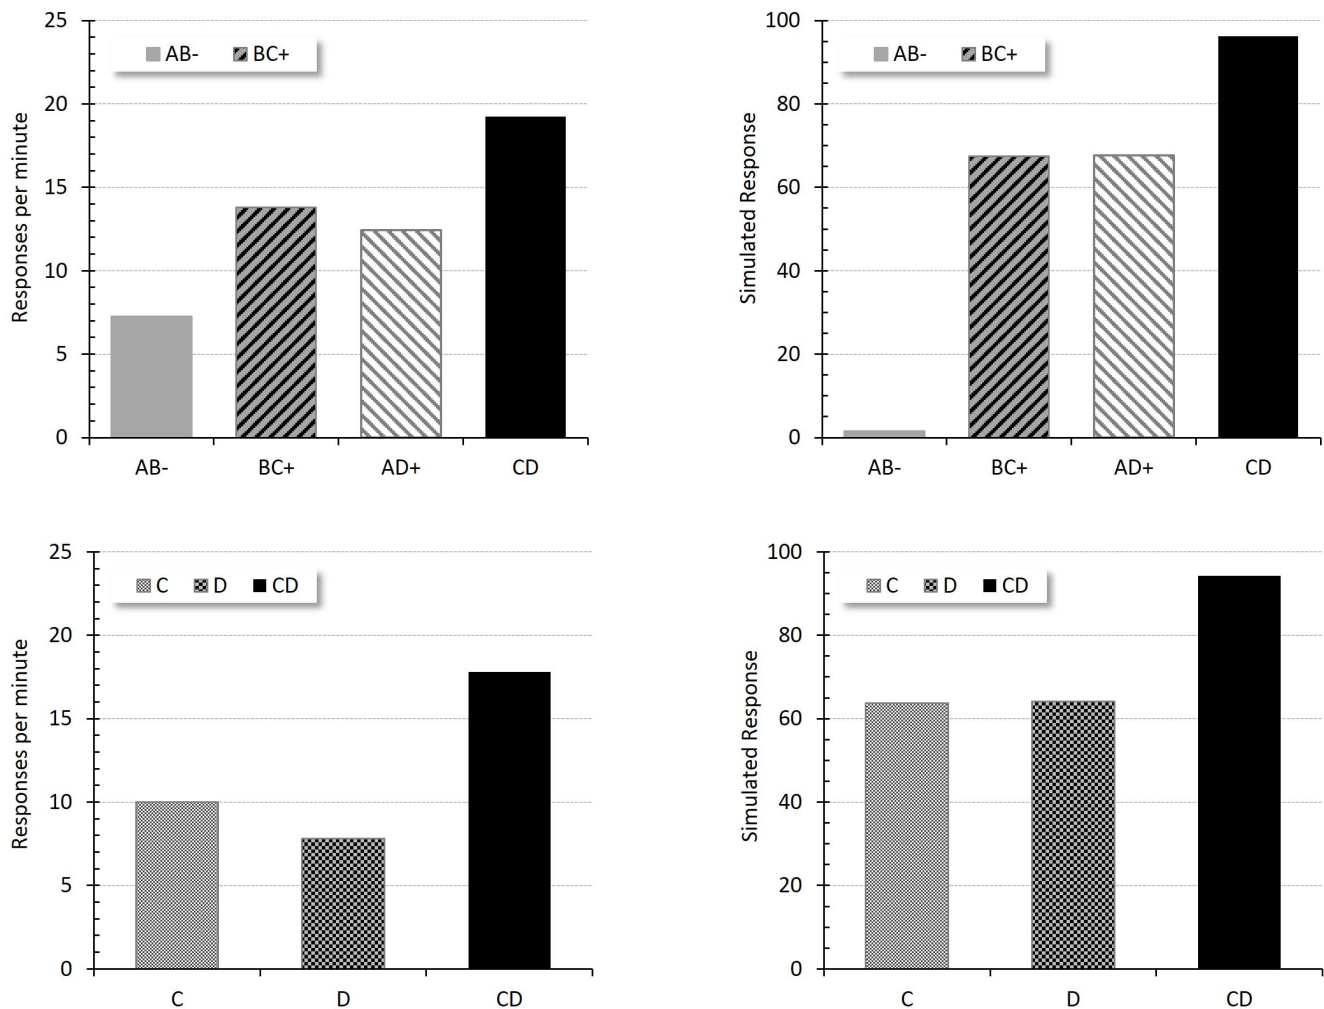 Responses per minute
25
20
15
10
5
0
AB- BC+
AB- BC+ AD+ CD
Simulated Response
100
80
60
40
20
0
AB- BC+
AB- BC+ AD+ CD
Responses per minute
25
20
15
10
5
0
C D CD
C D CD
Simulated Response
100
80
60
40
20
0
C D CD
C D CD